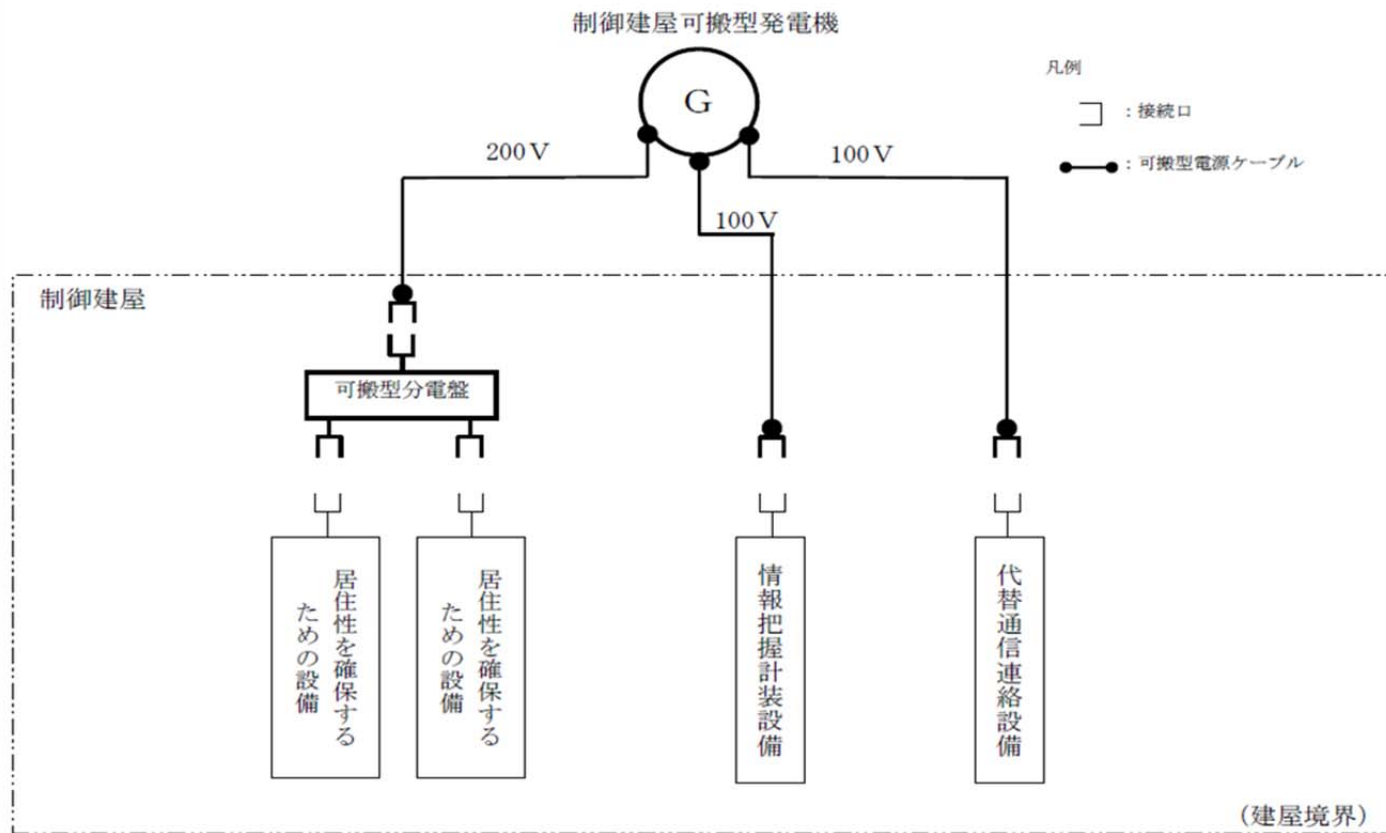 制御建屋可搬型発電機
G
凡例
：接続口
：可搬型電源ケーブル
200V
100V
100V
制御建屋
可搬型分電盤
居住性を確保する
ための設備
居住性を確保する
ための設備
情報把握計装設備
代替通信連絡設備
(建屋境界)